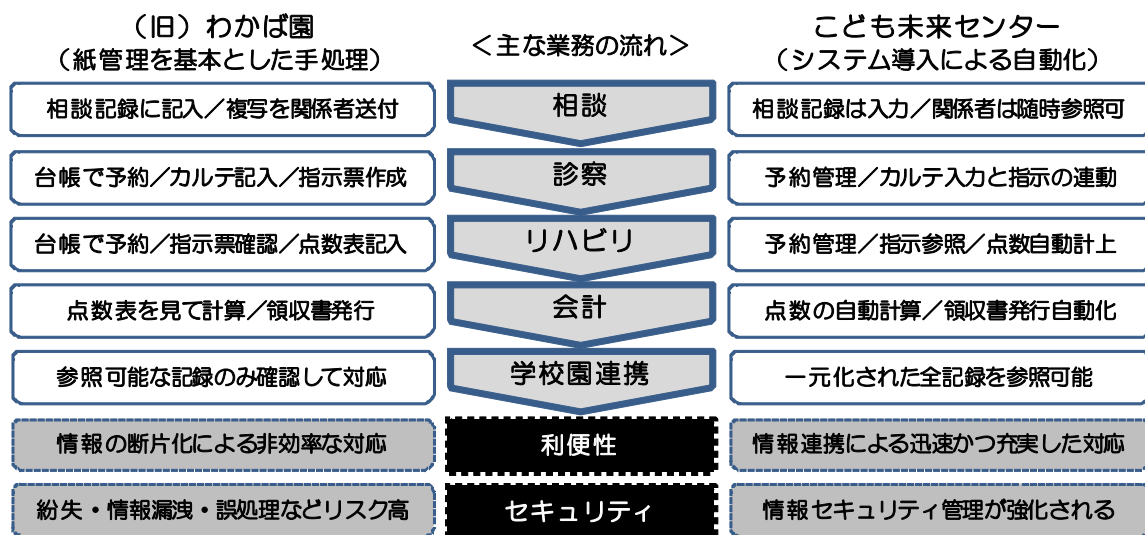 （旧）わかば園
（紙管理を基本とした手処理）
＜主な業務の流れ＞
こども未来センター
（システム導入による自動化）
相談記録に記入／複写を関係者送付
相談
相談記録は入力／関係者は随時参照可
台帳で予約／カルテ記入／指示票作成
診察
予約管理／カルテ入力と指示の連動
台帳で予約／指示票確認／点数表記入
リハビリ
予約管理／指示参照／点数自動計上
点数表を見て計算／領収書発行
会計
点数の自動計算／領収書発行自動化
参照可能な記録のみ確認して対応
学校園連携
一元化された全記録を参照可能
情報の断片化による非効率な対応
利便性
情報連携による迅速かつ充実した対応
紛失・情報漏洩・誤処理などリスク高
セキュリティ
情報セキュリティ管理が強化される